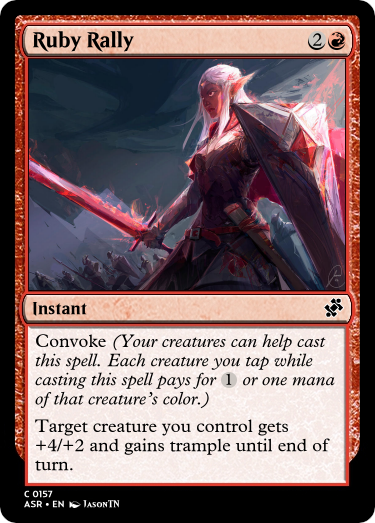 Ruby Rally 2
Instant
Convoke (Your creatures can help cast
this spell. Each creature you tap while
casting this spell pays for 1 or one mana
of that creature's color.)
Target creature you control gets
+4/+2 and gains trample until end of
turn.
C 0157
ASR • EN JASONTN